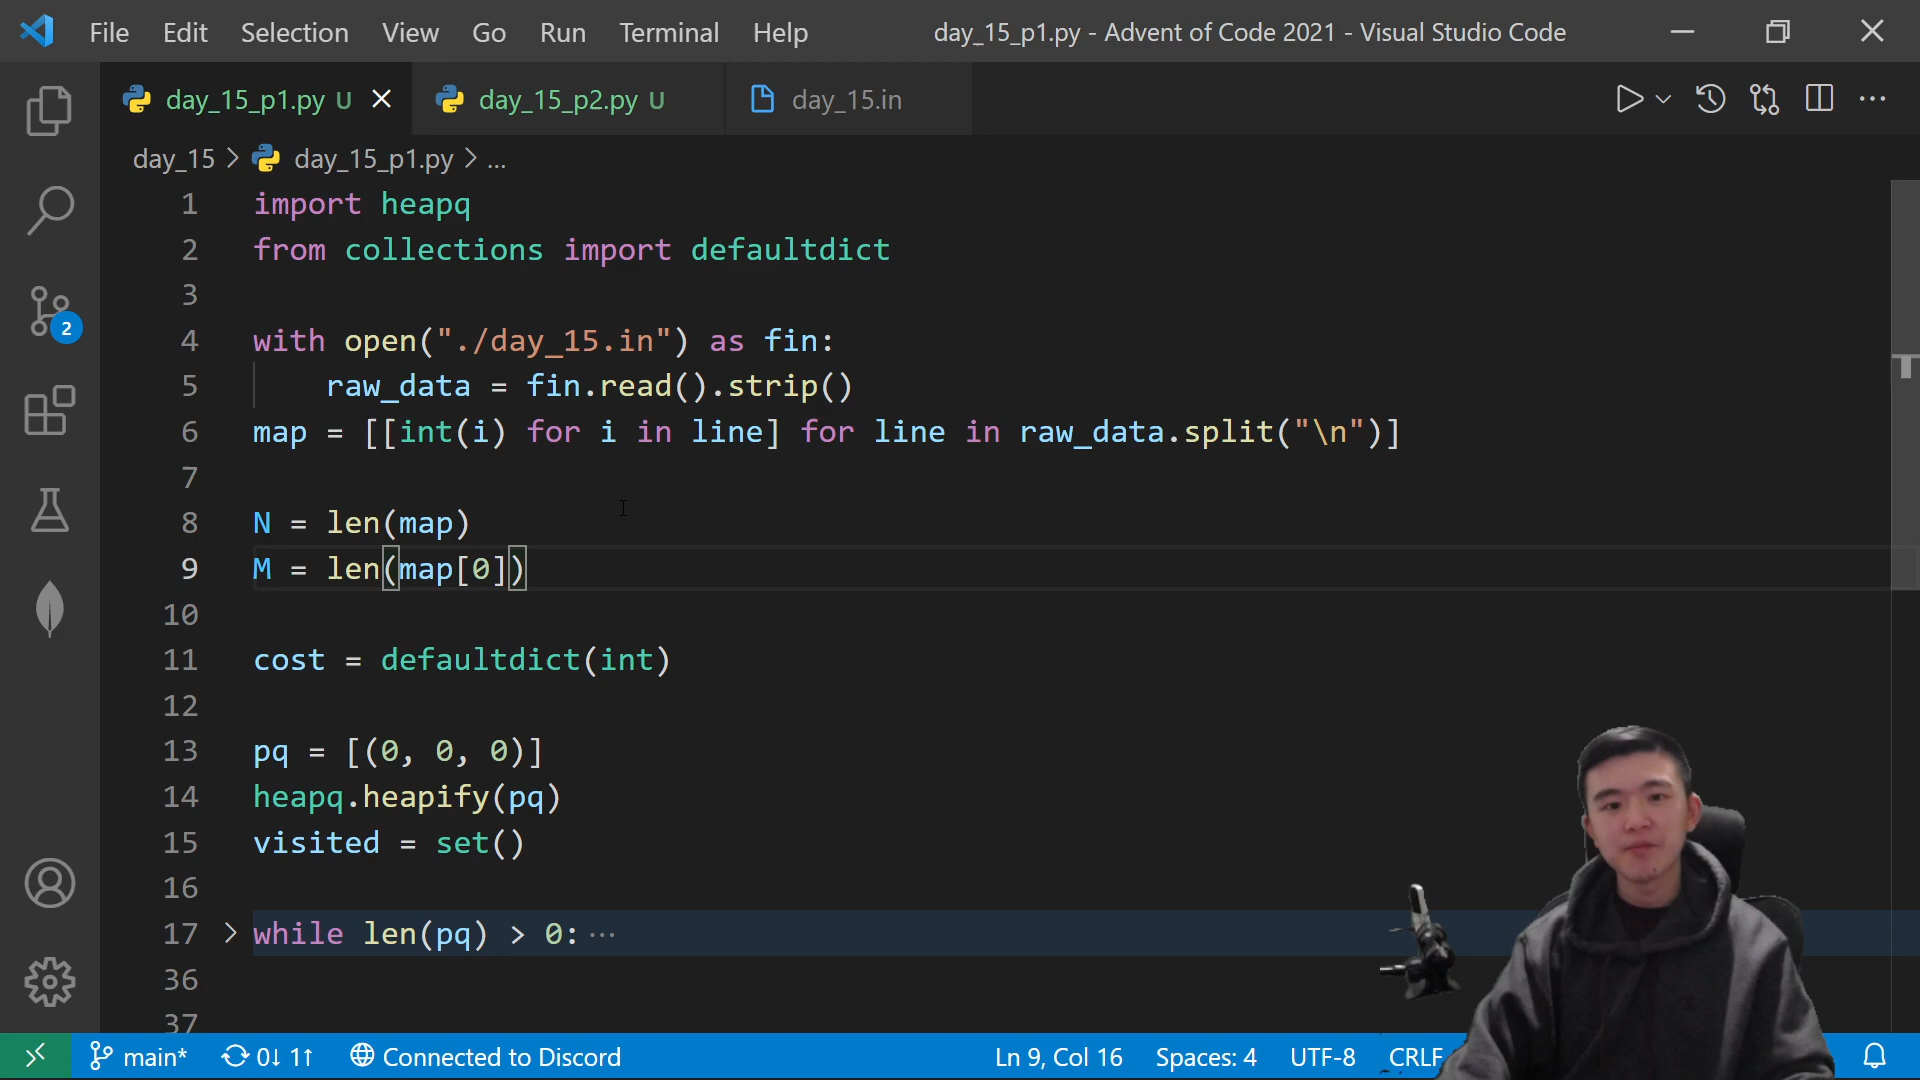 File Edit Selection View Go Run Terminal Help day_15_p1.py - Advent of Code 2021 - Visual Studio Code
day_15_p1.py U day_15_p2.py U day_15.in
day_15 > day_15_p1.py > ...
1 import heapq
2 from collections import defaultdict
3
4 with open("./day_15.in") as fin:
5 raw_data = fin.read().strip()
6 map = [[int(i) for i in line] for line in raw_data.split("\n")]
7
8 N = len(map)
9 M = len(map[0])
10
11 cost = defaultdict(int)
12
13 pq = [(0, 0, 0)]
14 heapq.heapify(pq)
15 visited = set()
16
17 > while len(pq) > 0: ···
36
37
2
main* 0↓ 1↑ Connected to Discord Ln 9, Col 16 Spaces: 4 UTF-8 CRLF